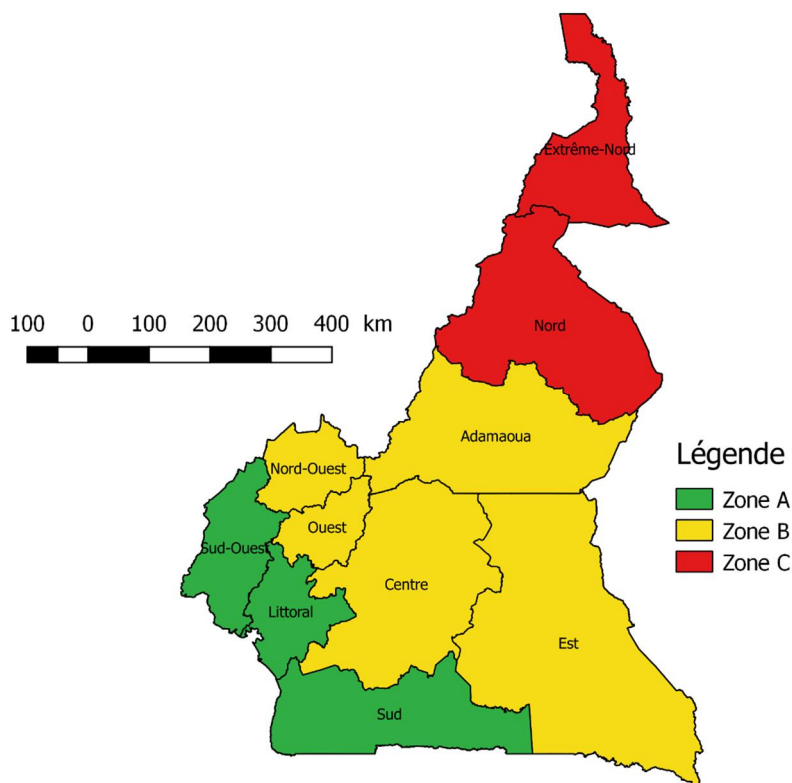 Extrême-Nord
100 0 100 200 300 400 km
Nord
Adamaoua
Légende
Nord-Ouest
Zone A
Ouest
Zone B
Sud-Ouest
Zone C
Centre
Littoral
Est
Sud